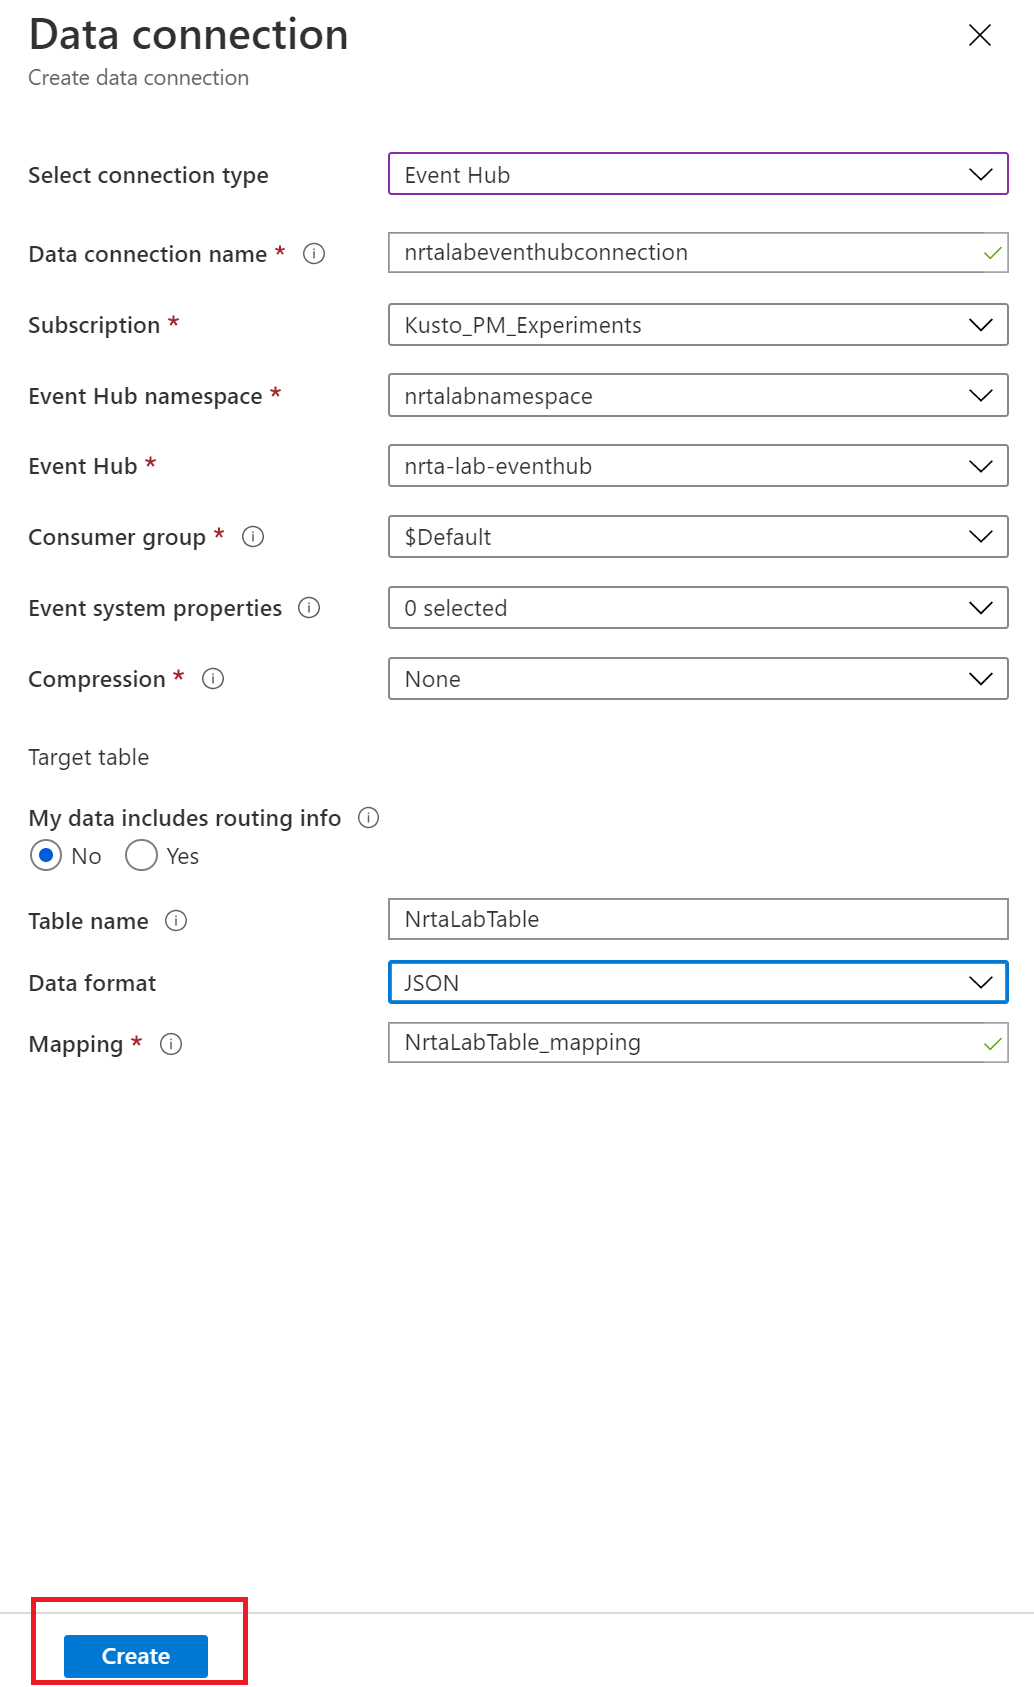 Data connection
Create data connection
Select connection type
Event Hub
Data connection name *
nrtalabeventhubconnection
Subscription *
Kusto_PM_Experiments
Event Hub namespace *
nrtalabnamespace
Event Hub *
nrta-lab-eventhub
Consumer group *
$Default
Event system properties
0 selected
Compression *
None
Target table
My data includes routing info
No Yes
Table name
NrtaLabTable
Data format
JSON
Mapping *
NrtaLabTable_mapping
Create